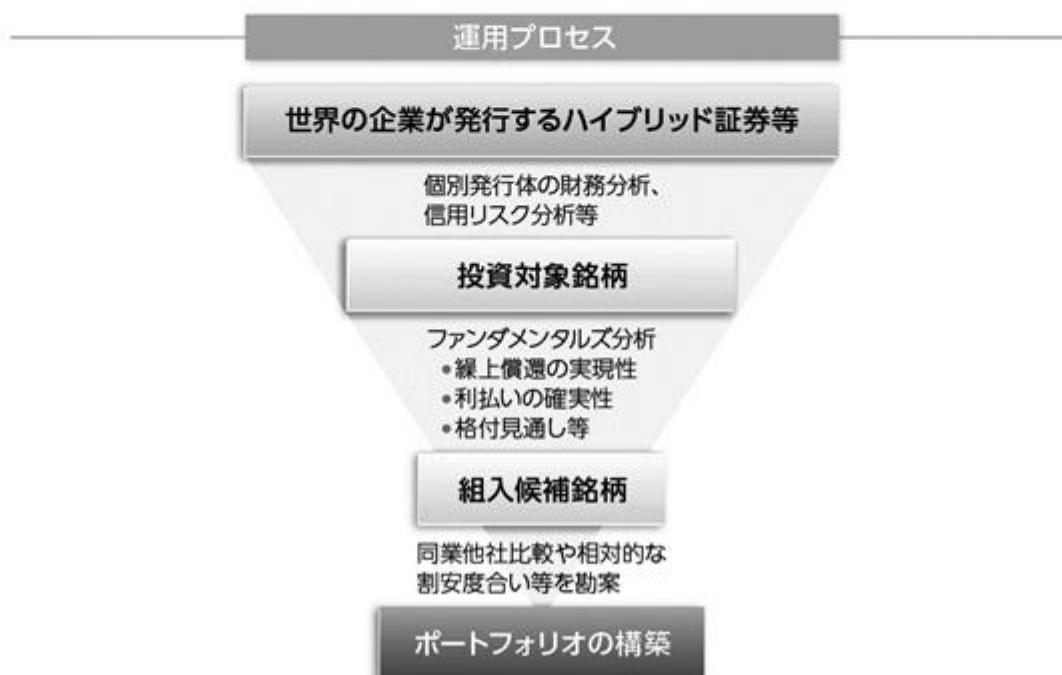 運用プロセス
世界の企業が発行するハイブリッド証券等
個別発行体の財務分析、
信用リスク分析等
投資対象銘柄
ファンダメンタルズ分析
•繰上償還の実現性
•利払いの確実性
•格付見通し等
組入候補銘柄
同業他社比較や相対的な
割安度合い等を勘案
ポートフォリオの構築